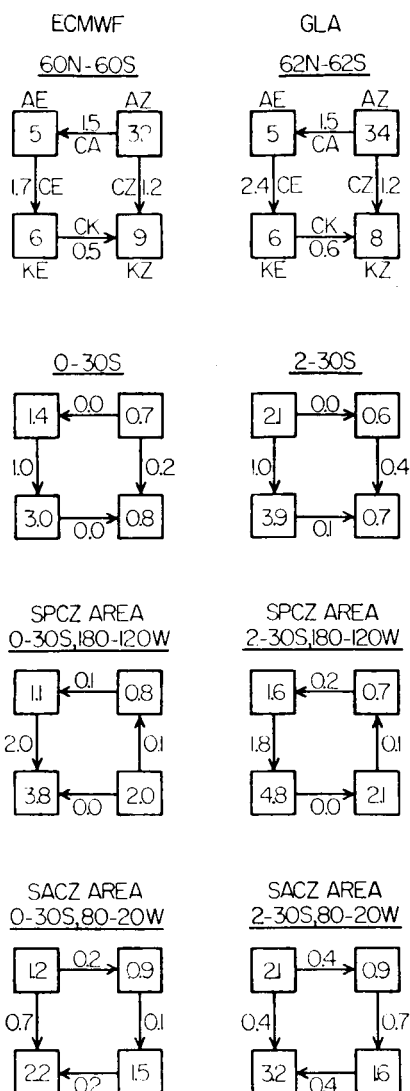 ECMWF GLA
60N-60S 62N-62S
AE AZ AE AZ
5 1.5 5 1.5 34
CA CA
1.7 CE CZ 1.2 2.4 CE CZ 1.2
6 CK 9 6 CK 8
0.5 0.6
KE KZ KE KZ
0-30S 2-30S
1.4 0.0 0.7 2.1 0.0 0.6
1.0 0.2 1.0 0.4
3.0 0.0 0.8 3.9 0.1 0.7
SPCZ AREA SPCZ AREA
0-30S,180-120W 2-30S,180-120W
1.1 0.1 0.8 1.6 0.2 0.7
2.0 0.1 1.8 0.1
3.8 0.0 2.0 4.8 0.0 2.1
SACZ AREA SACZ AREA
0-30S,80-20W 2-30S,80-20W
1.2 0.2 0.9 2.1 0.4 0.9
0.7 0.1 0.4 0.7
2.2 0.2 1.5 3.2 0.4 1.6